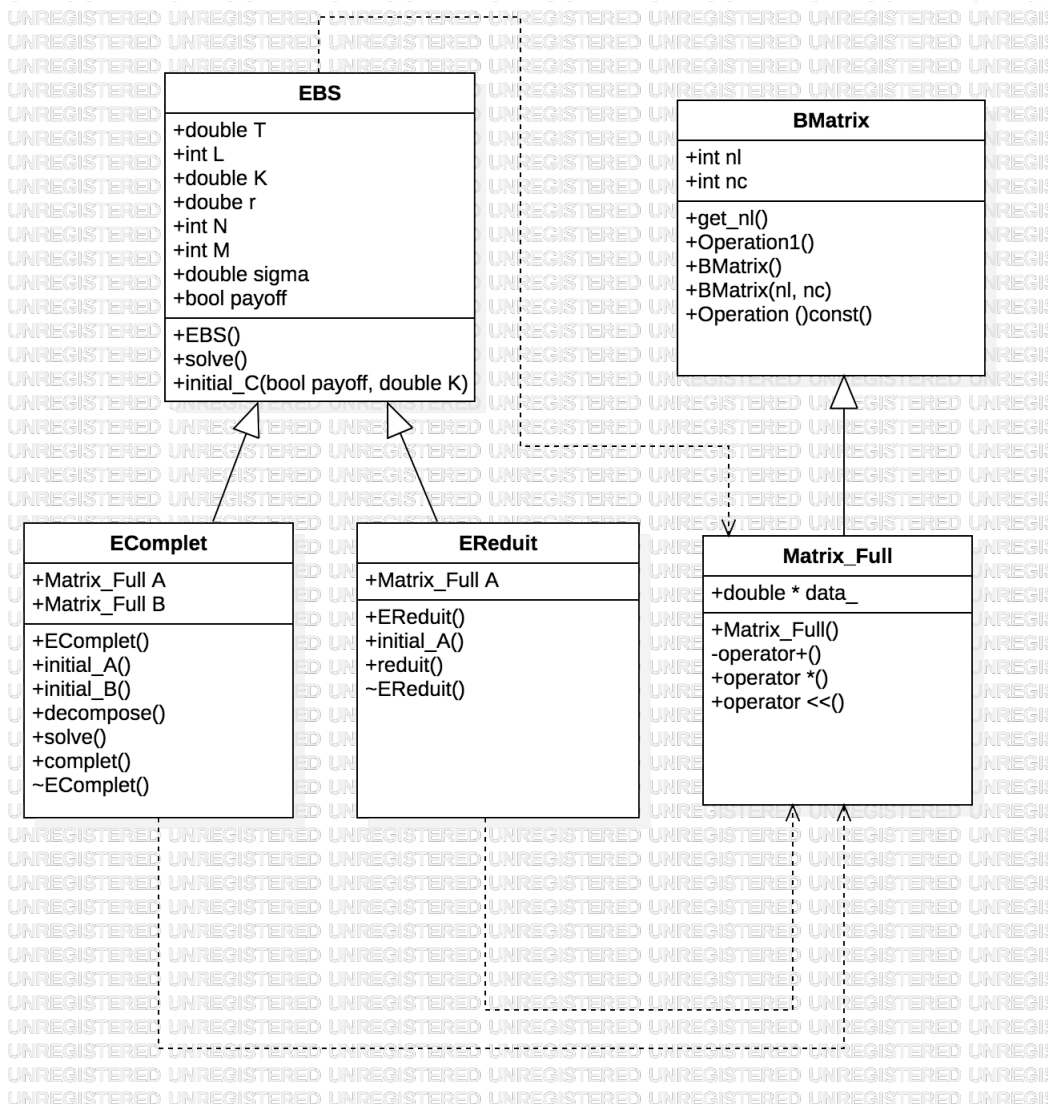 EBS
+double T
+int L
+double K
+doube r
+int N
+int M
+double sigma
+bool payoff
+EBS()
+solve()
+initial_C(bool payoff, double K)
BMatrix
+int nl
+int nc
+get_nl()
+Operation1()
+BMatrix()
+BMatrix(nl, nc)
+Operation ()const()
EComplet
+Matrix_Full A
+Matrix_Full B
+EComplet()
+initial_A()
+initial_B()
+decompose()
+solve()
+complet()
~EComplet()
EReduit
+Matrix_Full A
+EReduit()
+initial_A()
+reduit()
~EReduit()
Matrix_Full
+double * data_
+Matrix_Full()
-operator+()
+operator *()
+operator <<()
UNREGISTERED